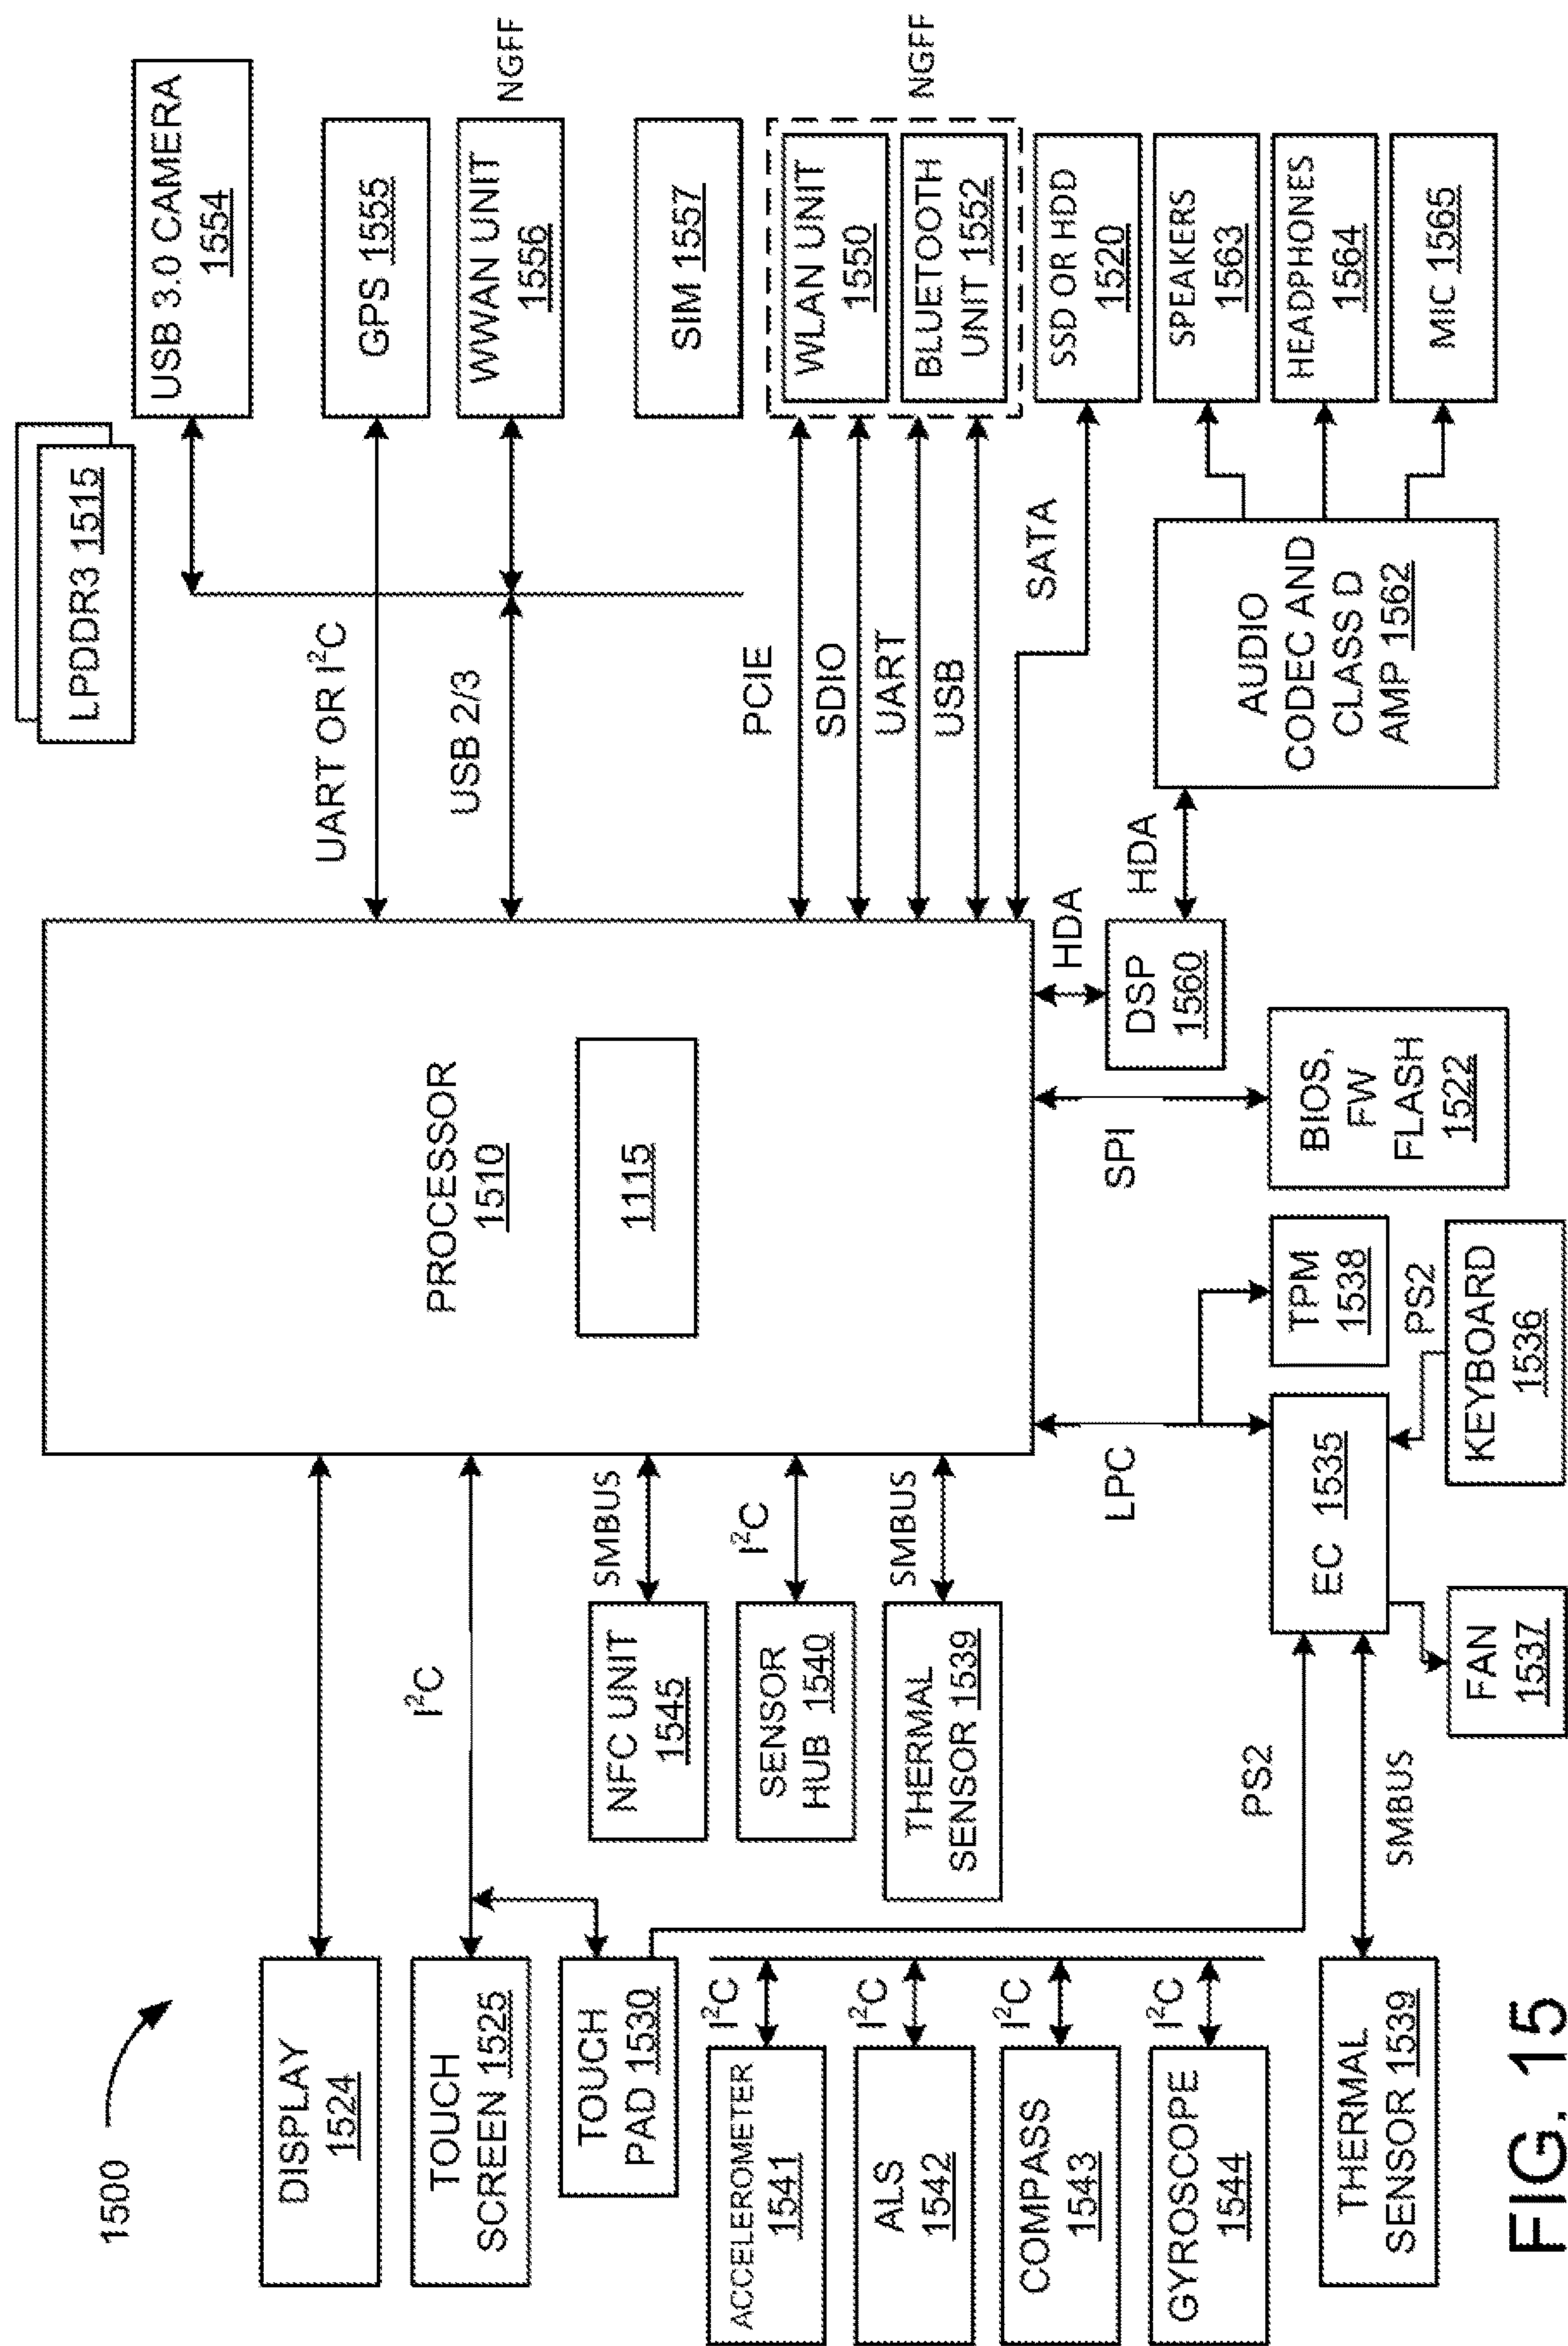 1500
LPDDR3 1515
DISPLAY
1524
TOUCH
SCREEN 1525
TOUCH
PAD 1530
ACCELEROMETER
1541
ALS
1542
COMPASS
1543
GYROSCOPE
1544
THERMAL
SENSOR 1539
I²C
I²C
I²C
I²C
I²C
NFC UNIT
1545
SMBUS
SENSOR
HUB 1540
I²C
THERMAL
SENSOR 1539
SMBUS
PS2
SMBUS
PROCESSOR
1510
1115
LPC
EC 1535
FAN
1537
TPM
1538
PS2
KEYBOARD
1536
SPI
BIOS,
FW
FLASH
1522
HDA
DSP
1560
HDA
AUDIO
CODEC AND
CLASS D
AMP 1562
UART OR I²C
USB 2/3
PCIE
SDIO
UART
USB
SATA
USB 3.0 CAMERA
1554
GPS 1555
WWAN UNIT
1556
NGFF
SIM 1557
WLAN UNIT
1550
BLUETOOTH
UNIT 1552
NGFF
SSD OR HDD
1520
SPEAKERS
1563
HEADPHONES
1564
MIC 1565
FIG. 15